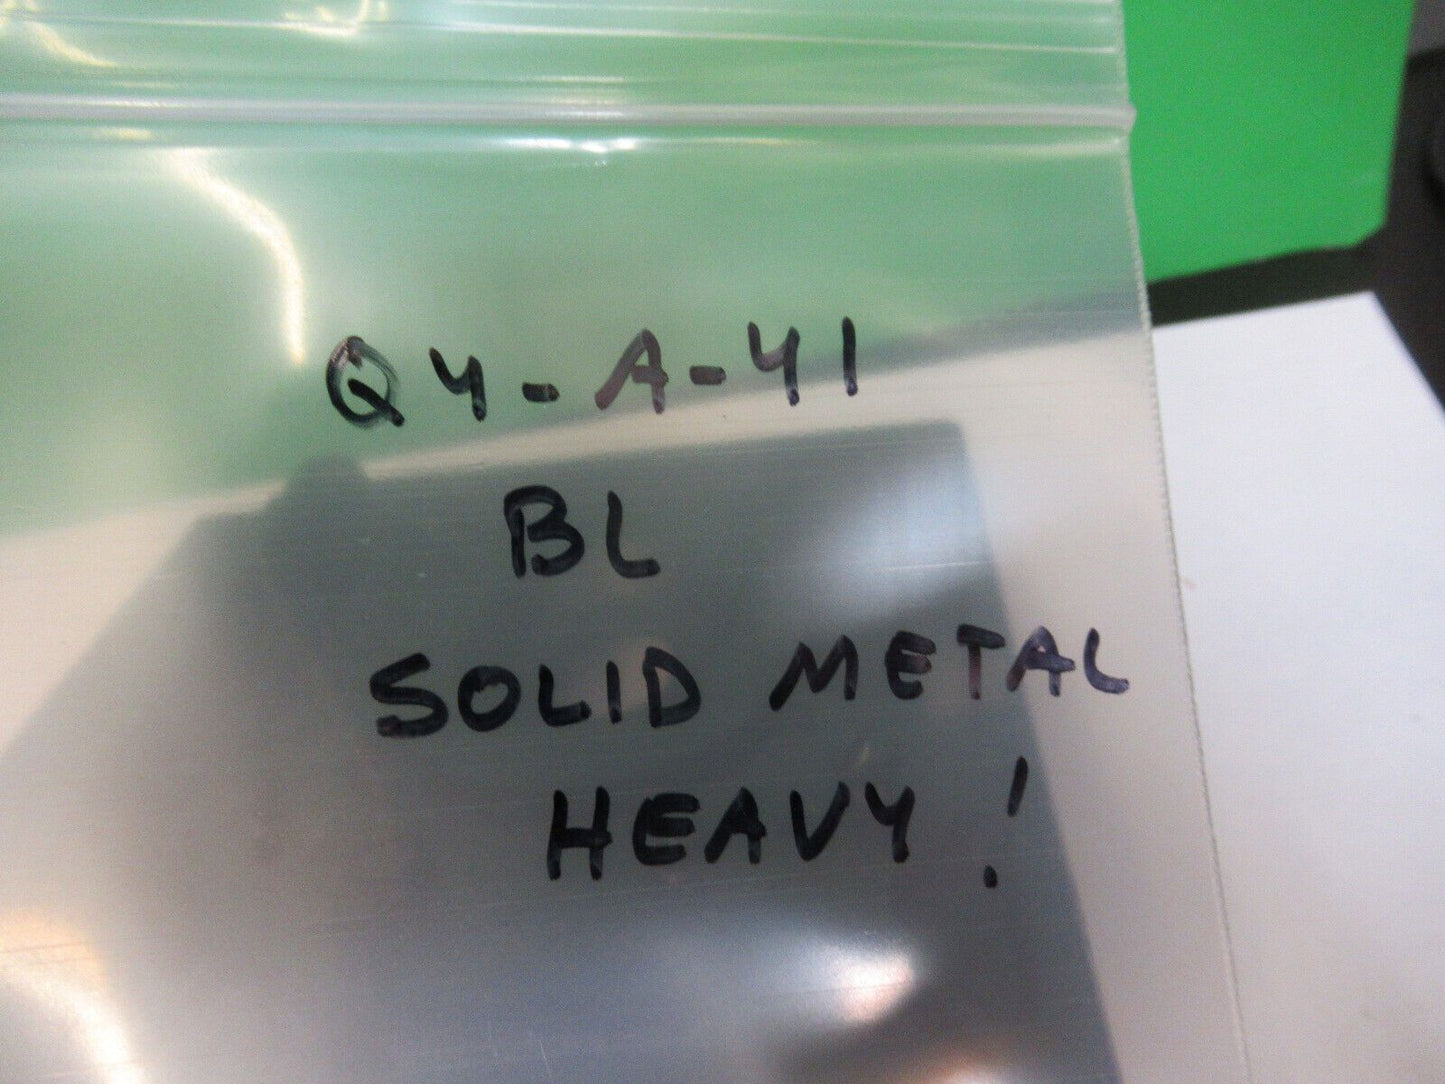 Q4-A-41
BL
SOLID METAL
HEAVY!